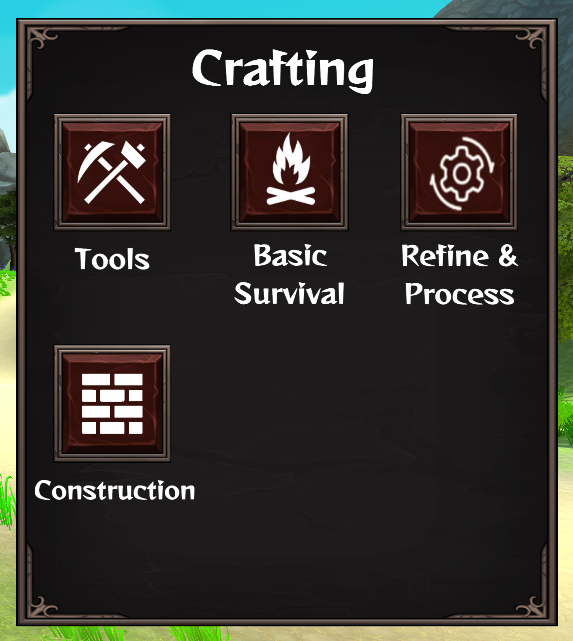 Crafting
Tools
Basic
Survival
Refine &
Process
Construction